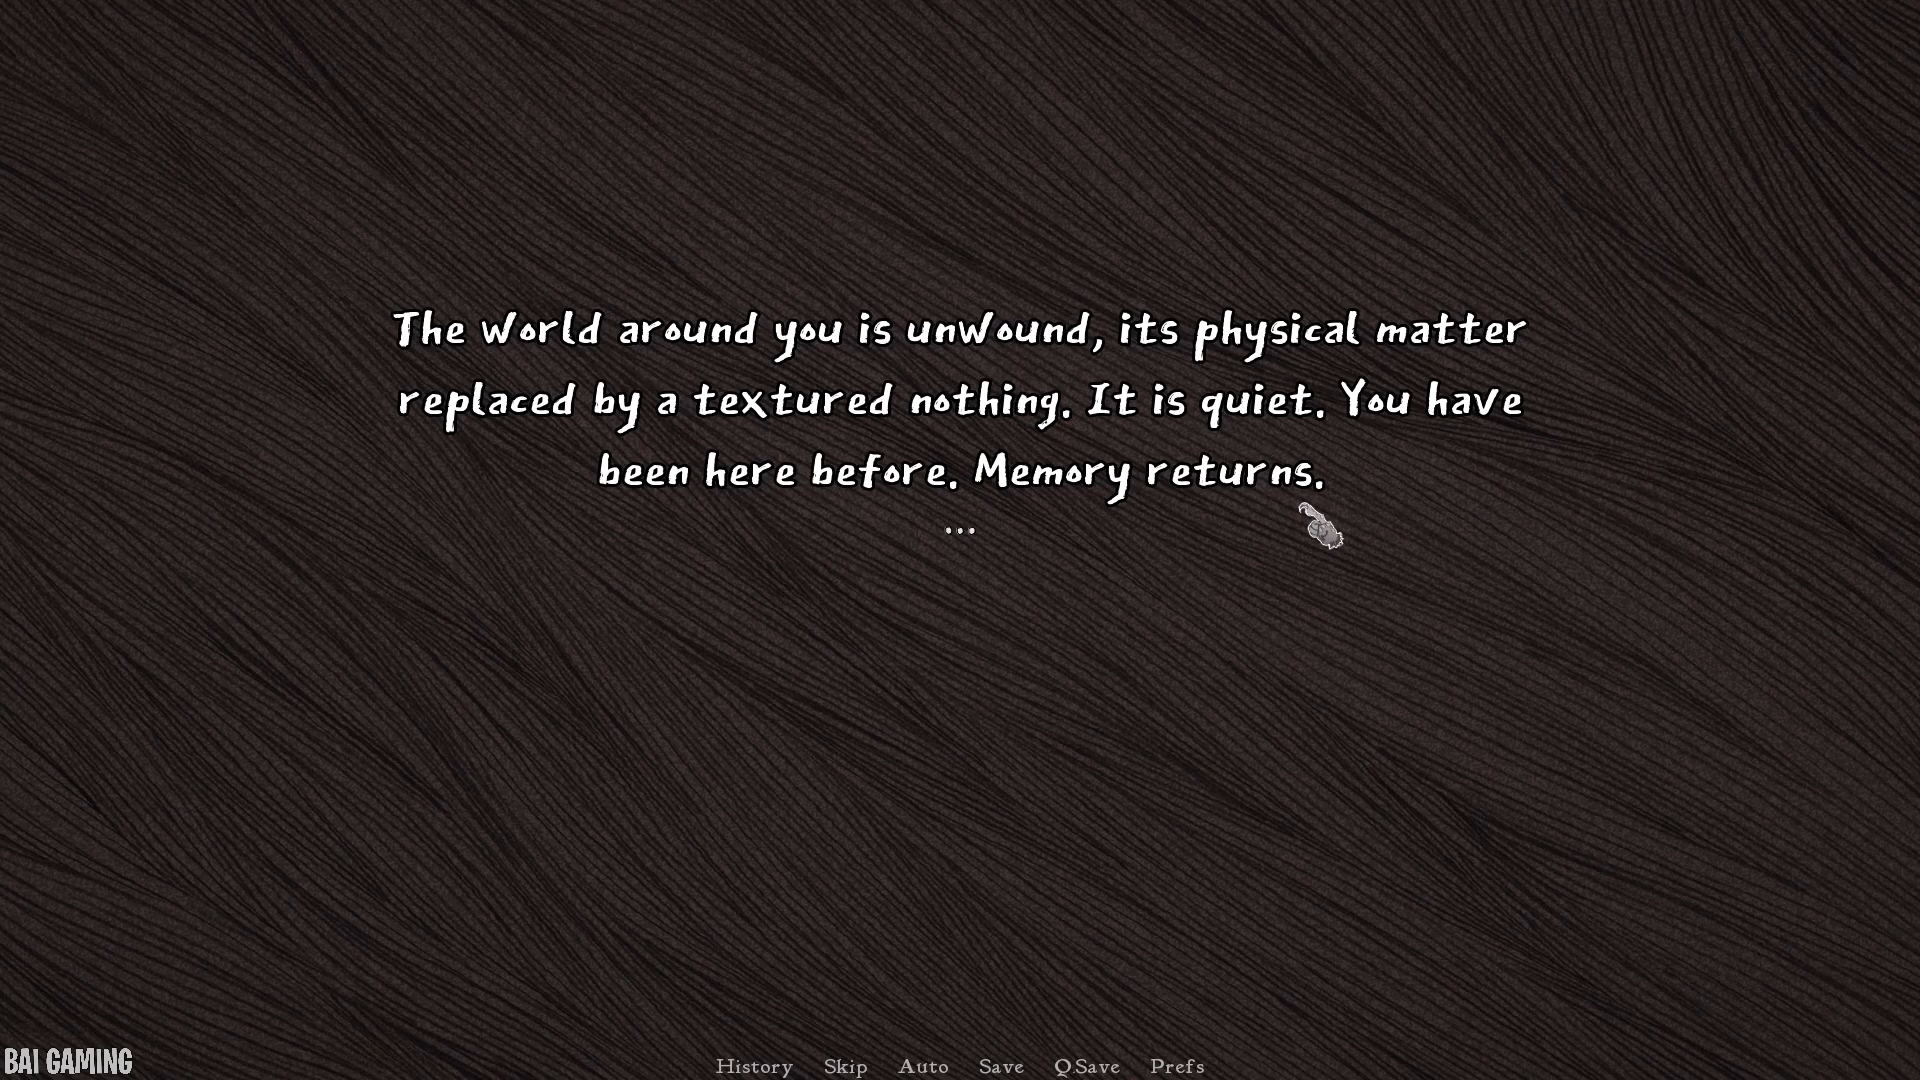 The world around you is unwound, its physical matter
replaced by a textured nothing. It is quiet. You have
been here before. Memory returns.
...
BAI GAMING
History Skip Auto Save Q.Save Prefs